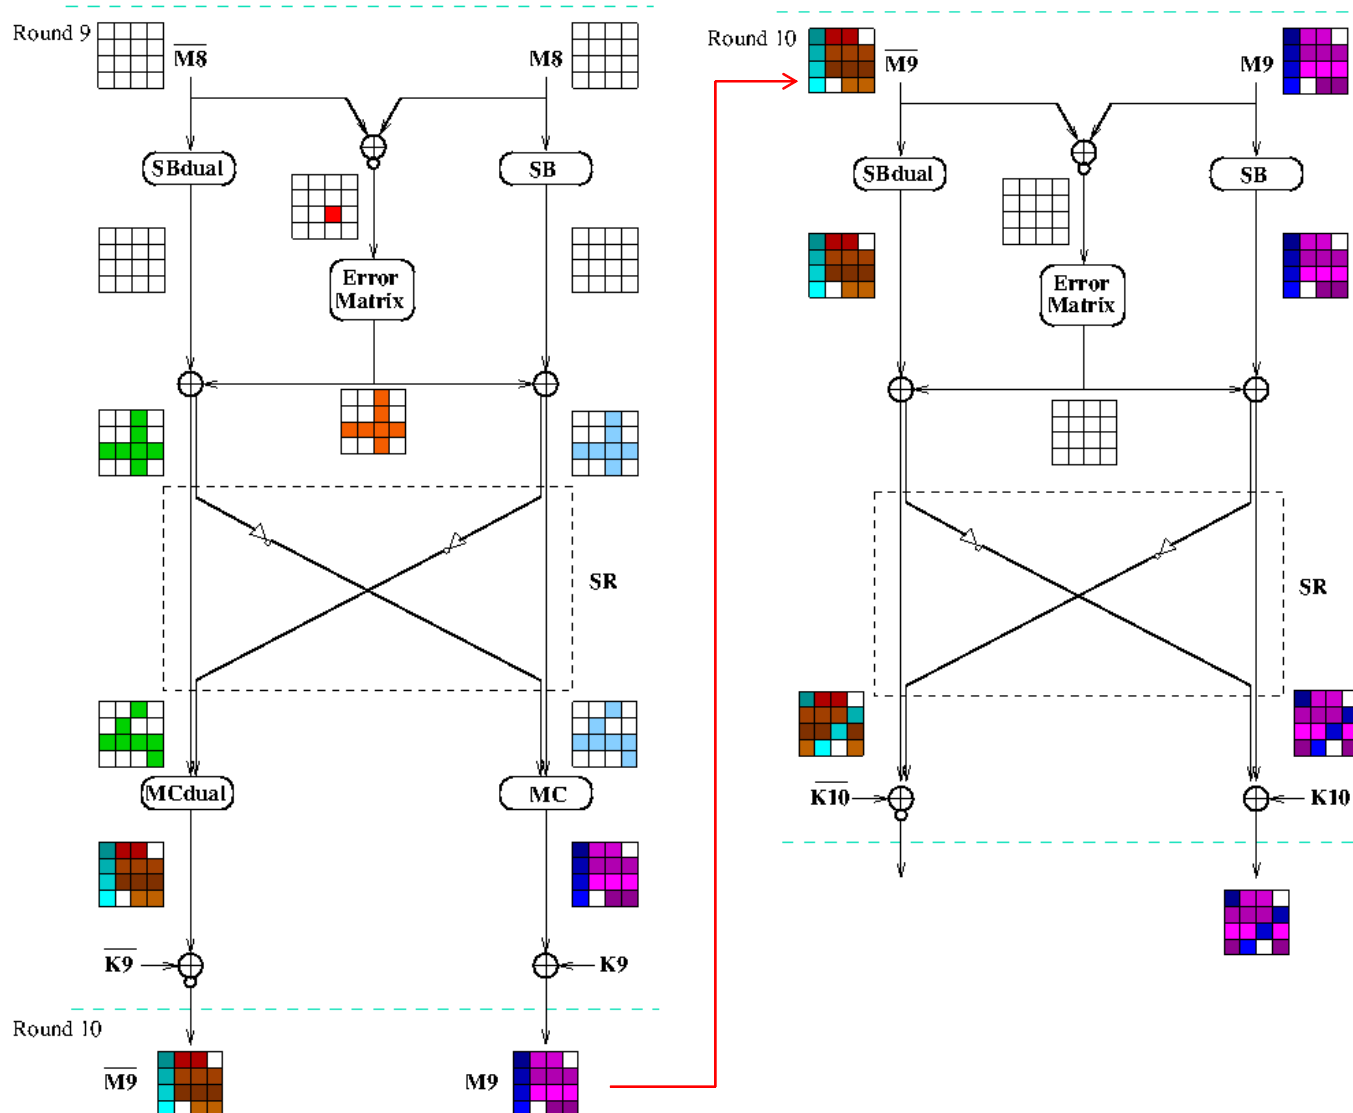 Round 9
M8
M8
SBdual
SB
Error
Matrix
SR
MCdual
MC
K9
K9
Round 10
M9
M9
Round 10
M9
M9
SBdual
SB
Error
Matrix
SR
K10
K10